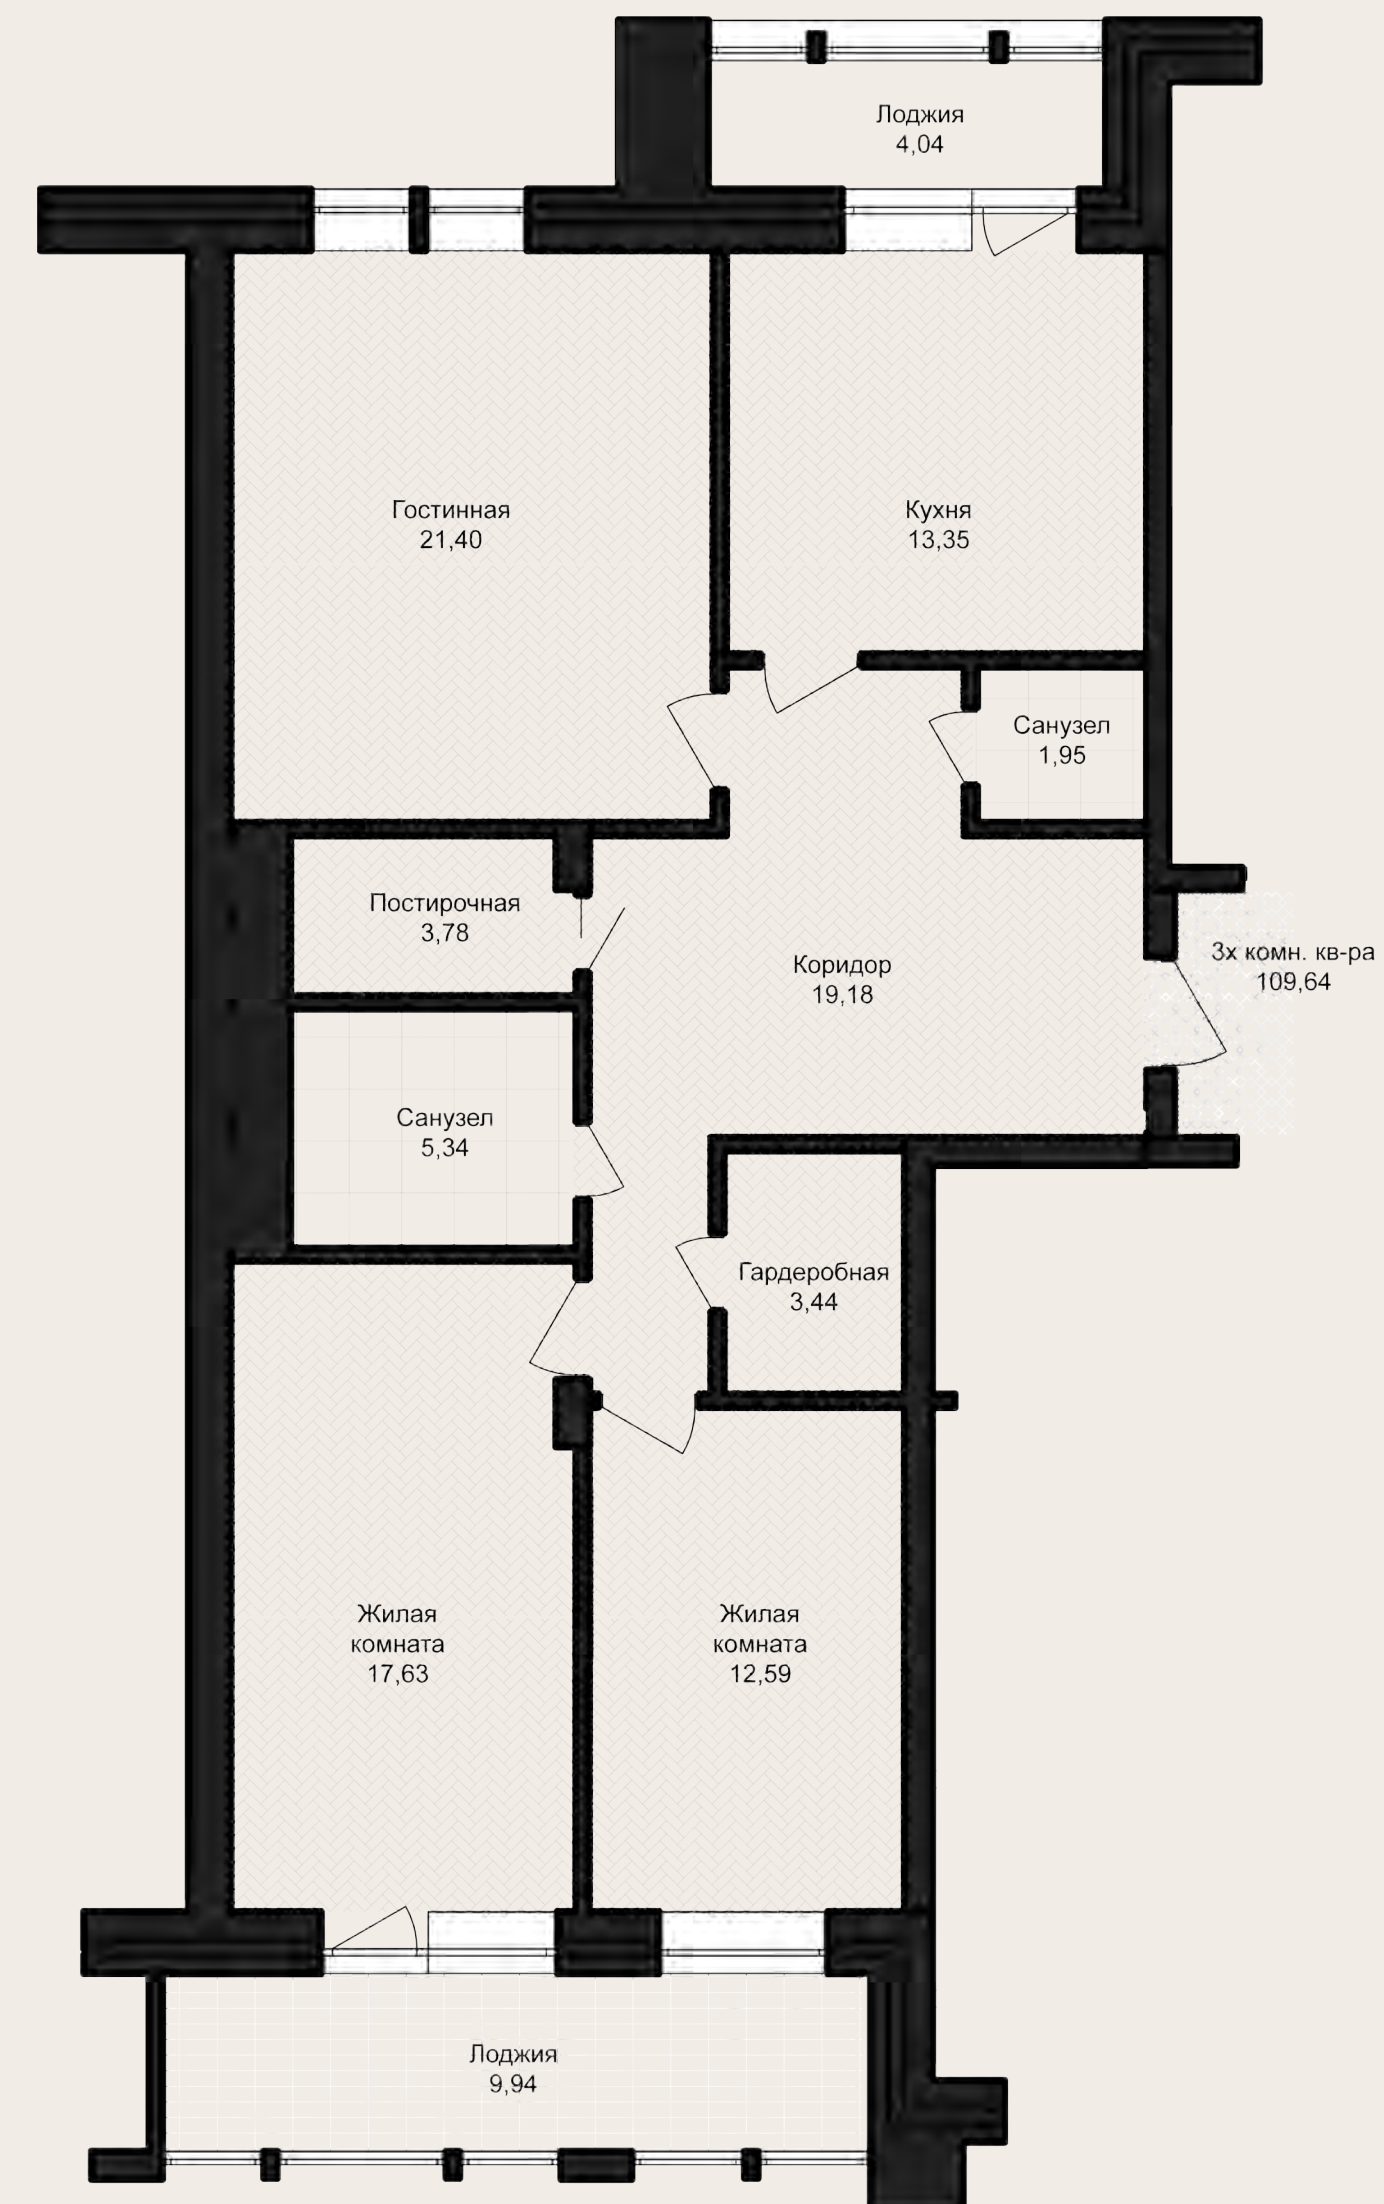 Лоджия
4,04
Гостинная
21,40
Кухня
13,35
Санузел
1,95
Постирочная
3,78
Коридор
19,18
3х комн. кв-ра
109,64
Санузел
5,34
Гардеробная
3,44
Жилая
комната
17,63
Жилая
комната
12,59
Лоджия
9,94